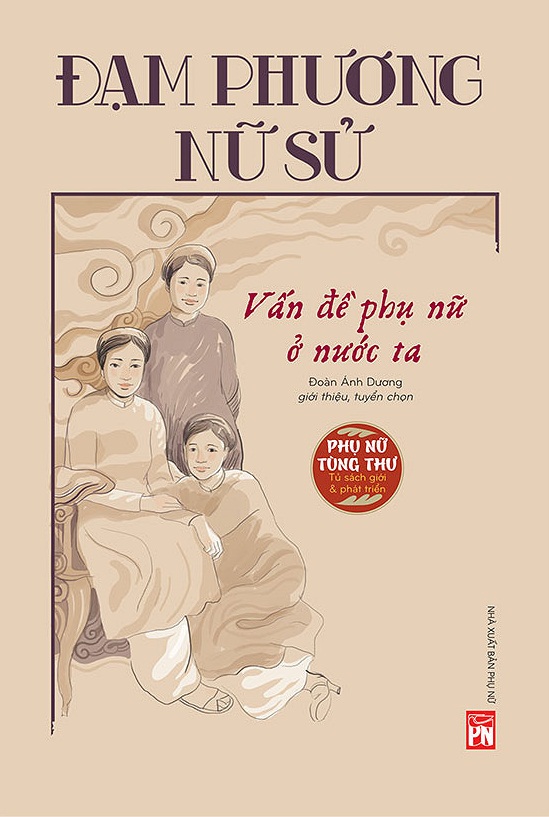 ĐẠM PHƯƠNG
NỮ SỬ
Vấn đề phụ nữ
ở nước ta
Đoàn Ánh Dương
giới thiệu, tuyển chọn
PHỤ NỮ
TÙNG THƯ
Tủ sách giới
& phát triển
NHÀ XUẤT BẢN PHỤ NỮ
PN